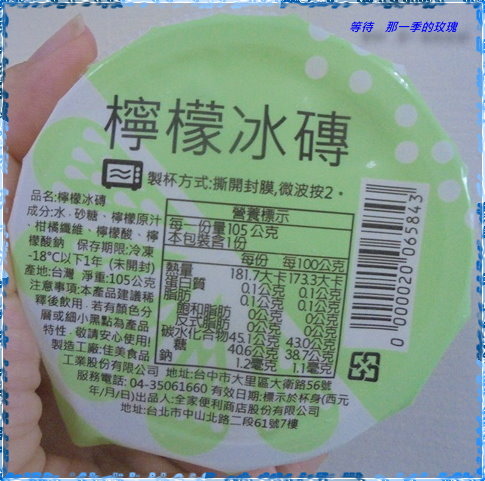 等待　那一季的玫瑰
檸檬冰磚
製杯方式:撕開封膜,微波按2。
品名:檸檬冰磚
成分:水、砂糖、檸檬原汁
、柑橘纖維、檸檬酸、檸
檬酸鈉　保存期限:冷凍
-18°C以下1年 (未開封)
產地:台灣 淨重:105公克
注意事項:本產品建議稀
釋後飲用、若有顏色分
層或細小黑點為產品
特性，敬請安心使用!
製造工廠:佳美食品
工業股份有限公司 地址:台中市大里區大衛路56號
服務電話: 04-35061660 有效日期:標示於杯身(西元
年/月/日)出品人:全家便利商店股份有限公司
地址:台北市中山北路二段61號7樓
營養標示
每一份量105公克
本包裝含1份
每份 每100公克
熱量 181.7大卡 173.3大卡
蛋白質 0.1公克 0.1公克
脂肪 0.1公克 0.1公克
飽和脂肪 0公克 0公克
反式脂肪 0公克 0公克
碳水化合物 45.1公克 43.0公克
糖 40.6公克 38.7公克
鈉 1.2毫克 1.1毫克
0 000020 065843